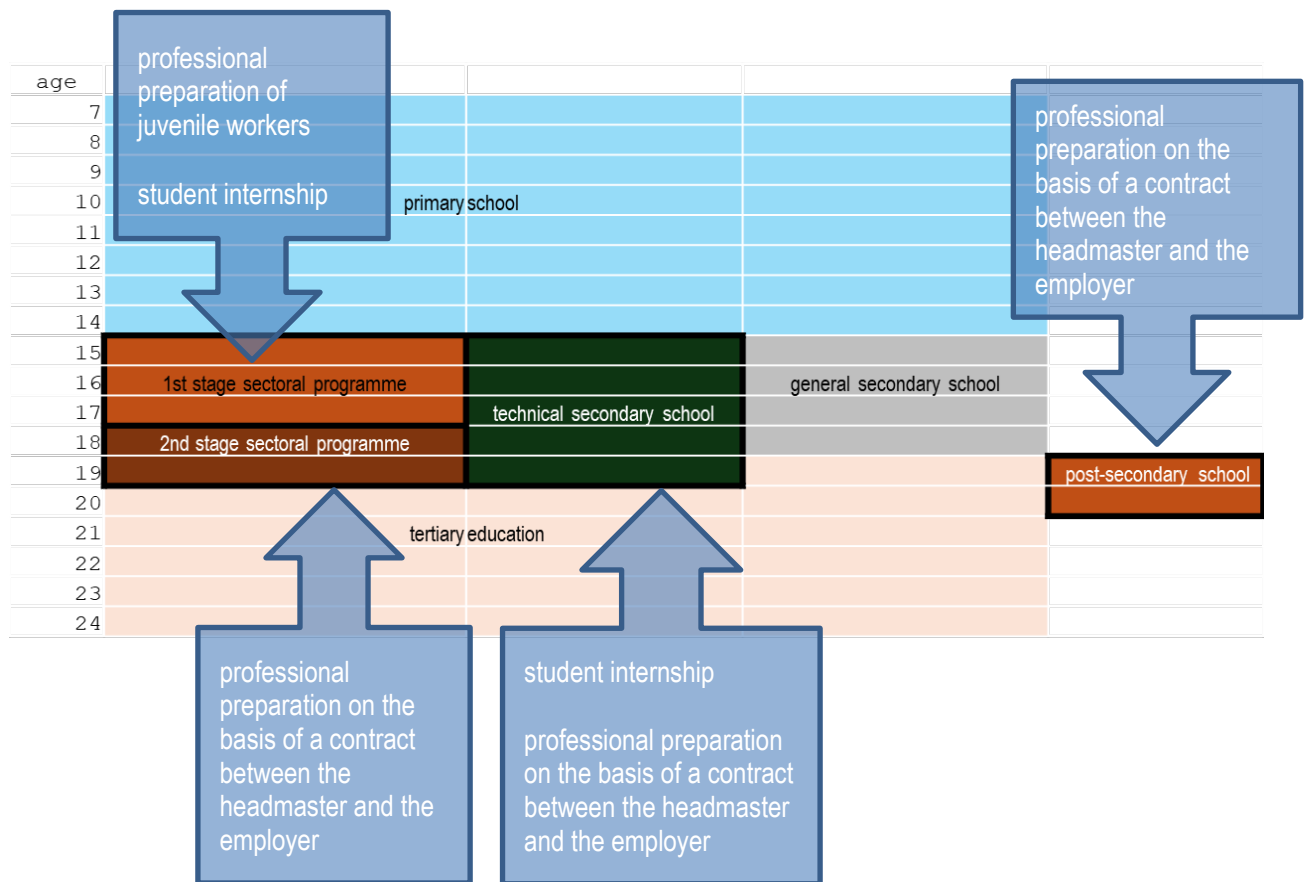 professional
preparation of
juvenile workers
student internship
age
7
8
9
10
11
12
13
14
15
16
17
18
19
20
21
22
23
24
primary school
professional
preparation on the
basis of a contract
between the
headmaster and the
employer
1st stage sectoral programme
2nd stage sectoral programme
technical secondary school
general secondary school
post-secondary school
tertiary education
professional
preparation on the
basis of a contract
between the
headmaster and the
employer
student internship
professional preparation
on the basis of a contract
between the headmaster
and the employer